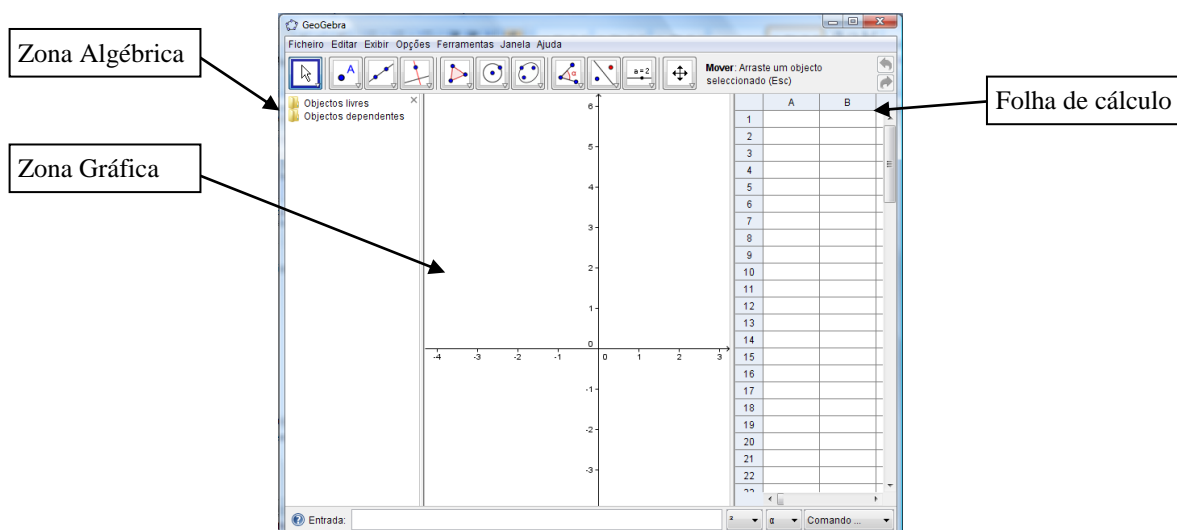 GeoGebra
Ficheiro Editar Exibir Opções Ferramentas Janela Ajuda
A
α
a = 2
Mover: Arraste um objecto
seleccionado (Esc)
Zona Algébrica
Objectos livres
Objectos dependentes
Zona Gráfica
Folha de cálculo
6
5
4
3
2
1
0
-4 -3 -2 -1 0 1 2 3
-1
-2
-3
A B
1
2
3
4
5
6
7
8
9
10
11
12
13
14
15
16
17
18
19
20
21
22
Entrada: ² α Comando ...